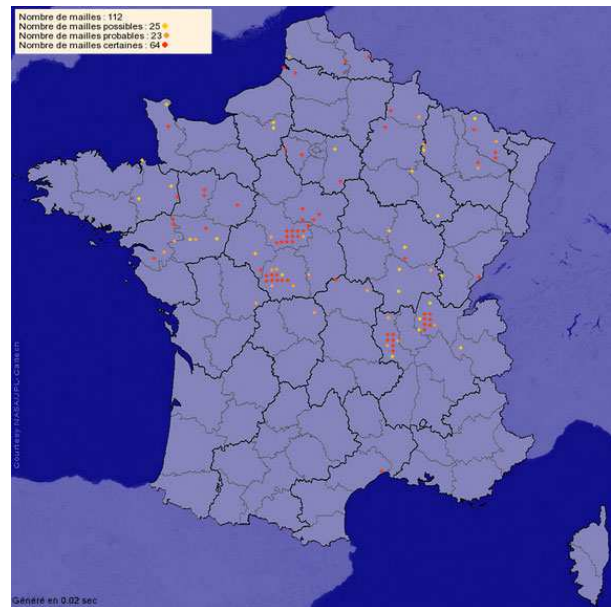 Nombre de mailles : 112
Nombre de mailles possibles : 25
Nombre de mailles probables : 23
Nombre de mailles certaines : 64
Courtesy NASA/JPL-Caltech
Généré en 0.02 sec